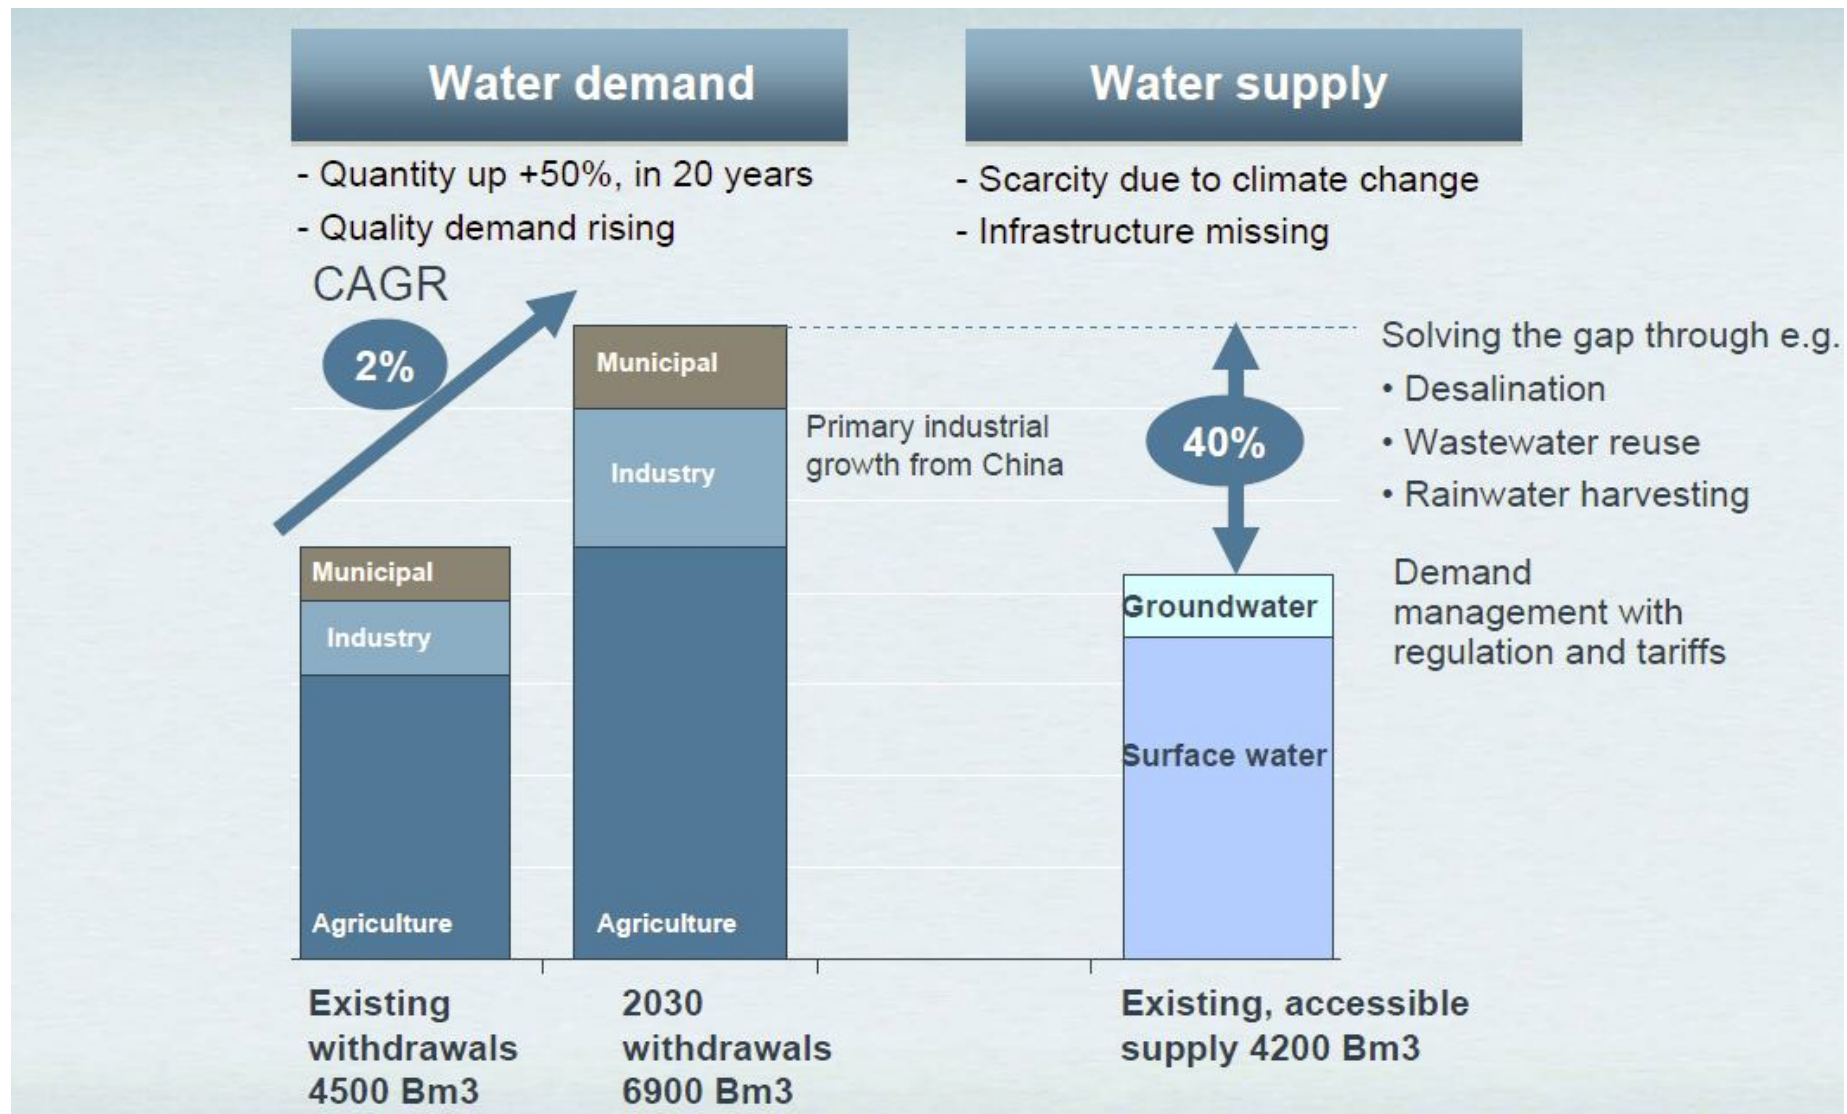 Water demand
- Quantity up +50%, in 20 years
- Quality demand rising
CAGR
2%
Municipal
Industry
Agriculture
Municipal
Industry
Agriculture
Primary industrial
growth from China
Existing
withdrawals
4500 Bm3
2030
withdrawals
6900 Bm3
Water supply
- Scarcity due to climate change
- Infrastructure missing
40%
Groundwater
Surface water
Existing, accessible
supply 4200 Bm3
Solving the gap through e.g.
• Desalination
• Wastewater reuse
• Rainwater harvesting
Demand
management with
regulation and tariffs